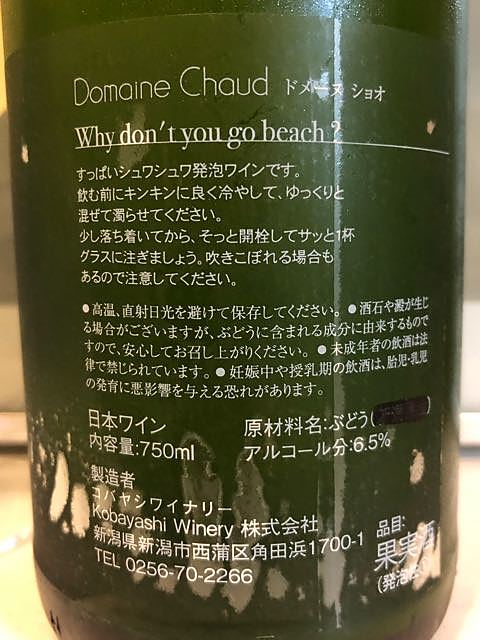 Domaine Chaud ドメーヌ ショオ
Why don't you go beach ?
すっぱいシュワシュワ発泡ワインです。
飲む前にキンキンに良く冷やして、ゆっくりと
混ぜて濁らせてください。
少し落ち着いてから、そっと開栓してサッと1杯
グラスに注ぎましょう。吹きこぼれる場合も
あるので注意してください。
●高温、直射日光を避けて保存してください。●酒石や澱が生じ
る場合がございますが、ぶどうに含まれる成分に由来するもので
すので、安心してお召し上がりください。●未成年者の飲酒は法
律で禁じられています。●妊娠中や授乳期の飲酒は、胎児・乳児
の発育に悪影響を与える恐れがあります。
日本ワイン
内容量:750ml
原材料名:ぶどう(
アルコール分:6.5%
製造者
コバヤシワイナリー
Kobayashi Winery 株式会社
新潟県新潟市西蒲区角田浜1700-1
TEL 0256-70-2266
品目:
果実酒
(発泡性